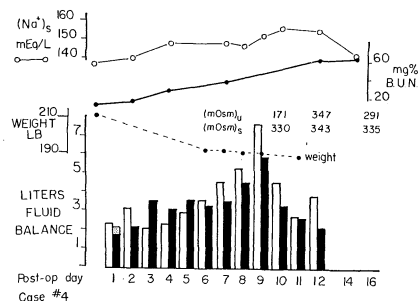 (Na⁺)s
mEq/L
160
150
140
60
20
mg%
B.U.N.
WEIGHT
LB
210
190
(mOsm)u 171 347 291
(mOsm)s 330 343 335
weight
LITERS
FLUID
BALANCE
7
5
3
1
Post-op day 1 2 3 4 5 6 7 8 9 10 11 12 14 16
Case #4